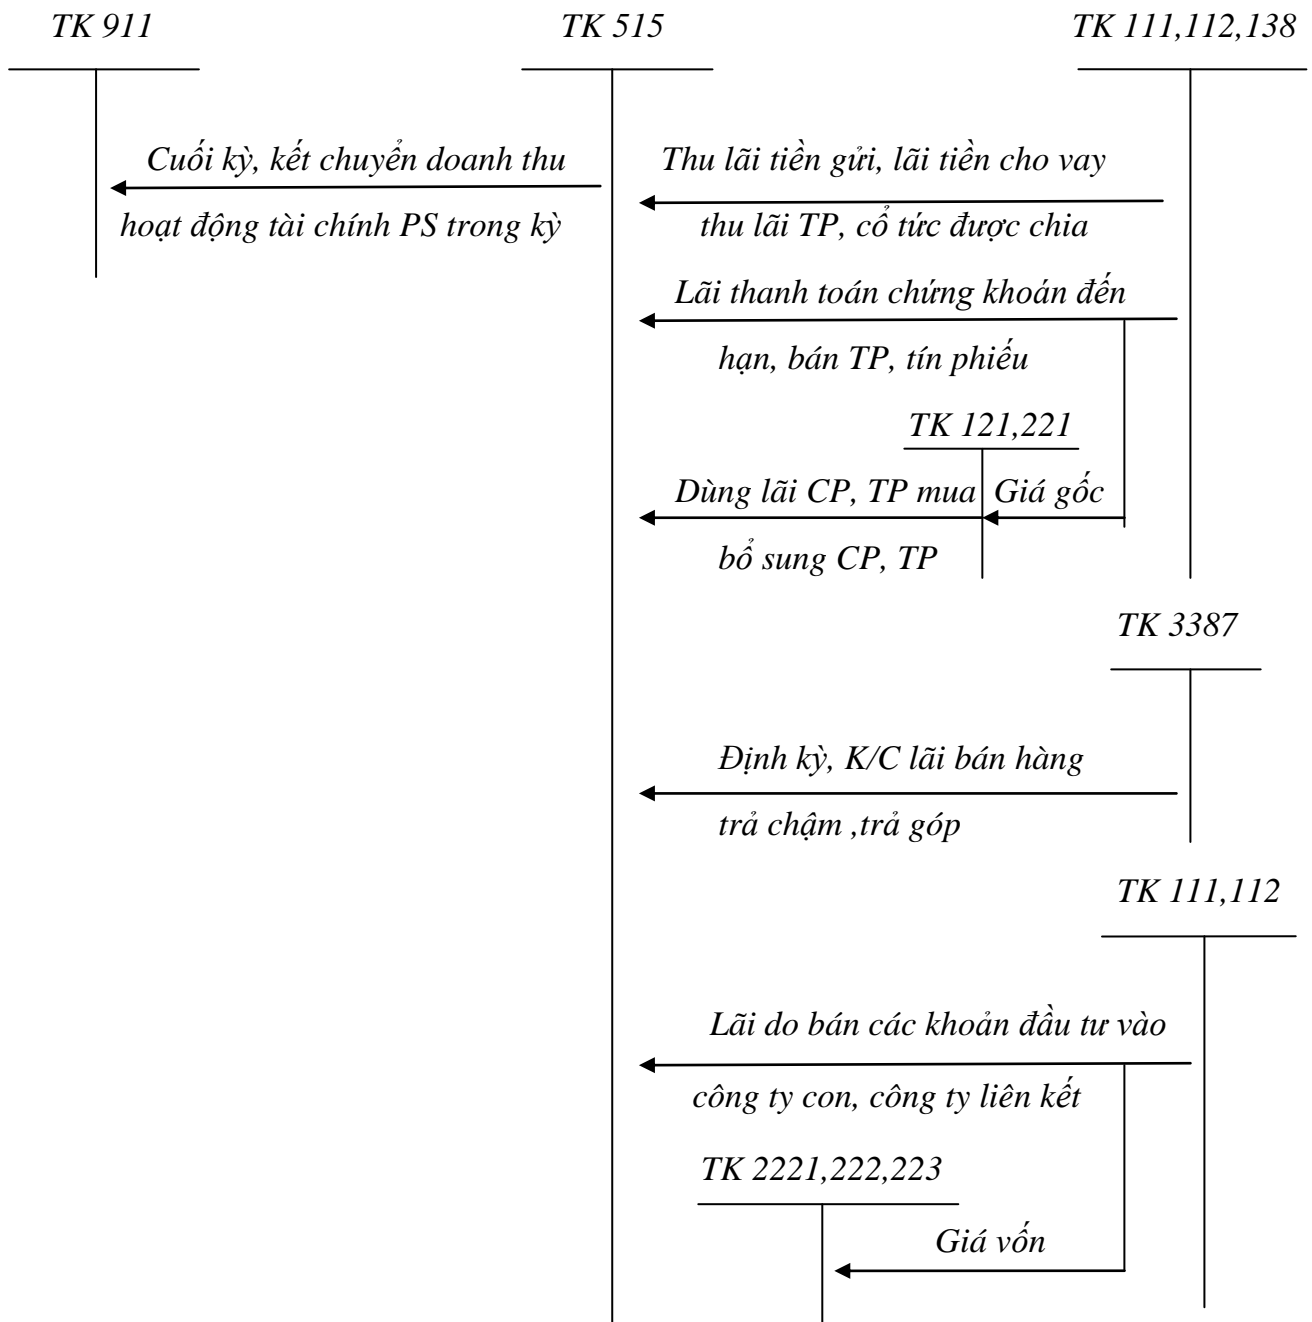 TK 911
TK 515
TK 111,112,138
Cuối kỳ, kết chuyển doanh thu
hoạt động tài chính PS trong kỳ
Thu lãi tiền gửi, lãi tiền cho vay
thu lãi TP, cổ tức được chia
Lãi thanh toán chứng khoán đến
hạn, bán TP, tín phiếu
TK 121,221
Dùng lãi CP, TP mua
Giá gốc
bổ sung CP, TP
TK 3387
Định kỳ, K/C lãi bán hàng
trả chậm ,trả góp
TK 111,112
Lãi do bán các khoản đầu tư vào
công ty con, công ty liên kết
TK 2221,222,223
Giá vốn